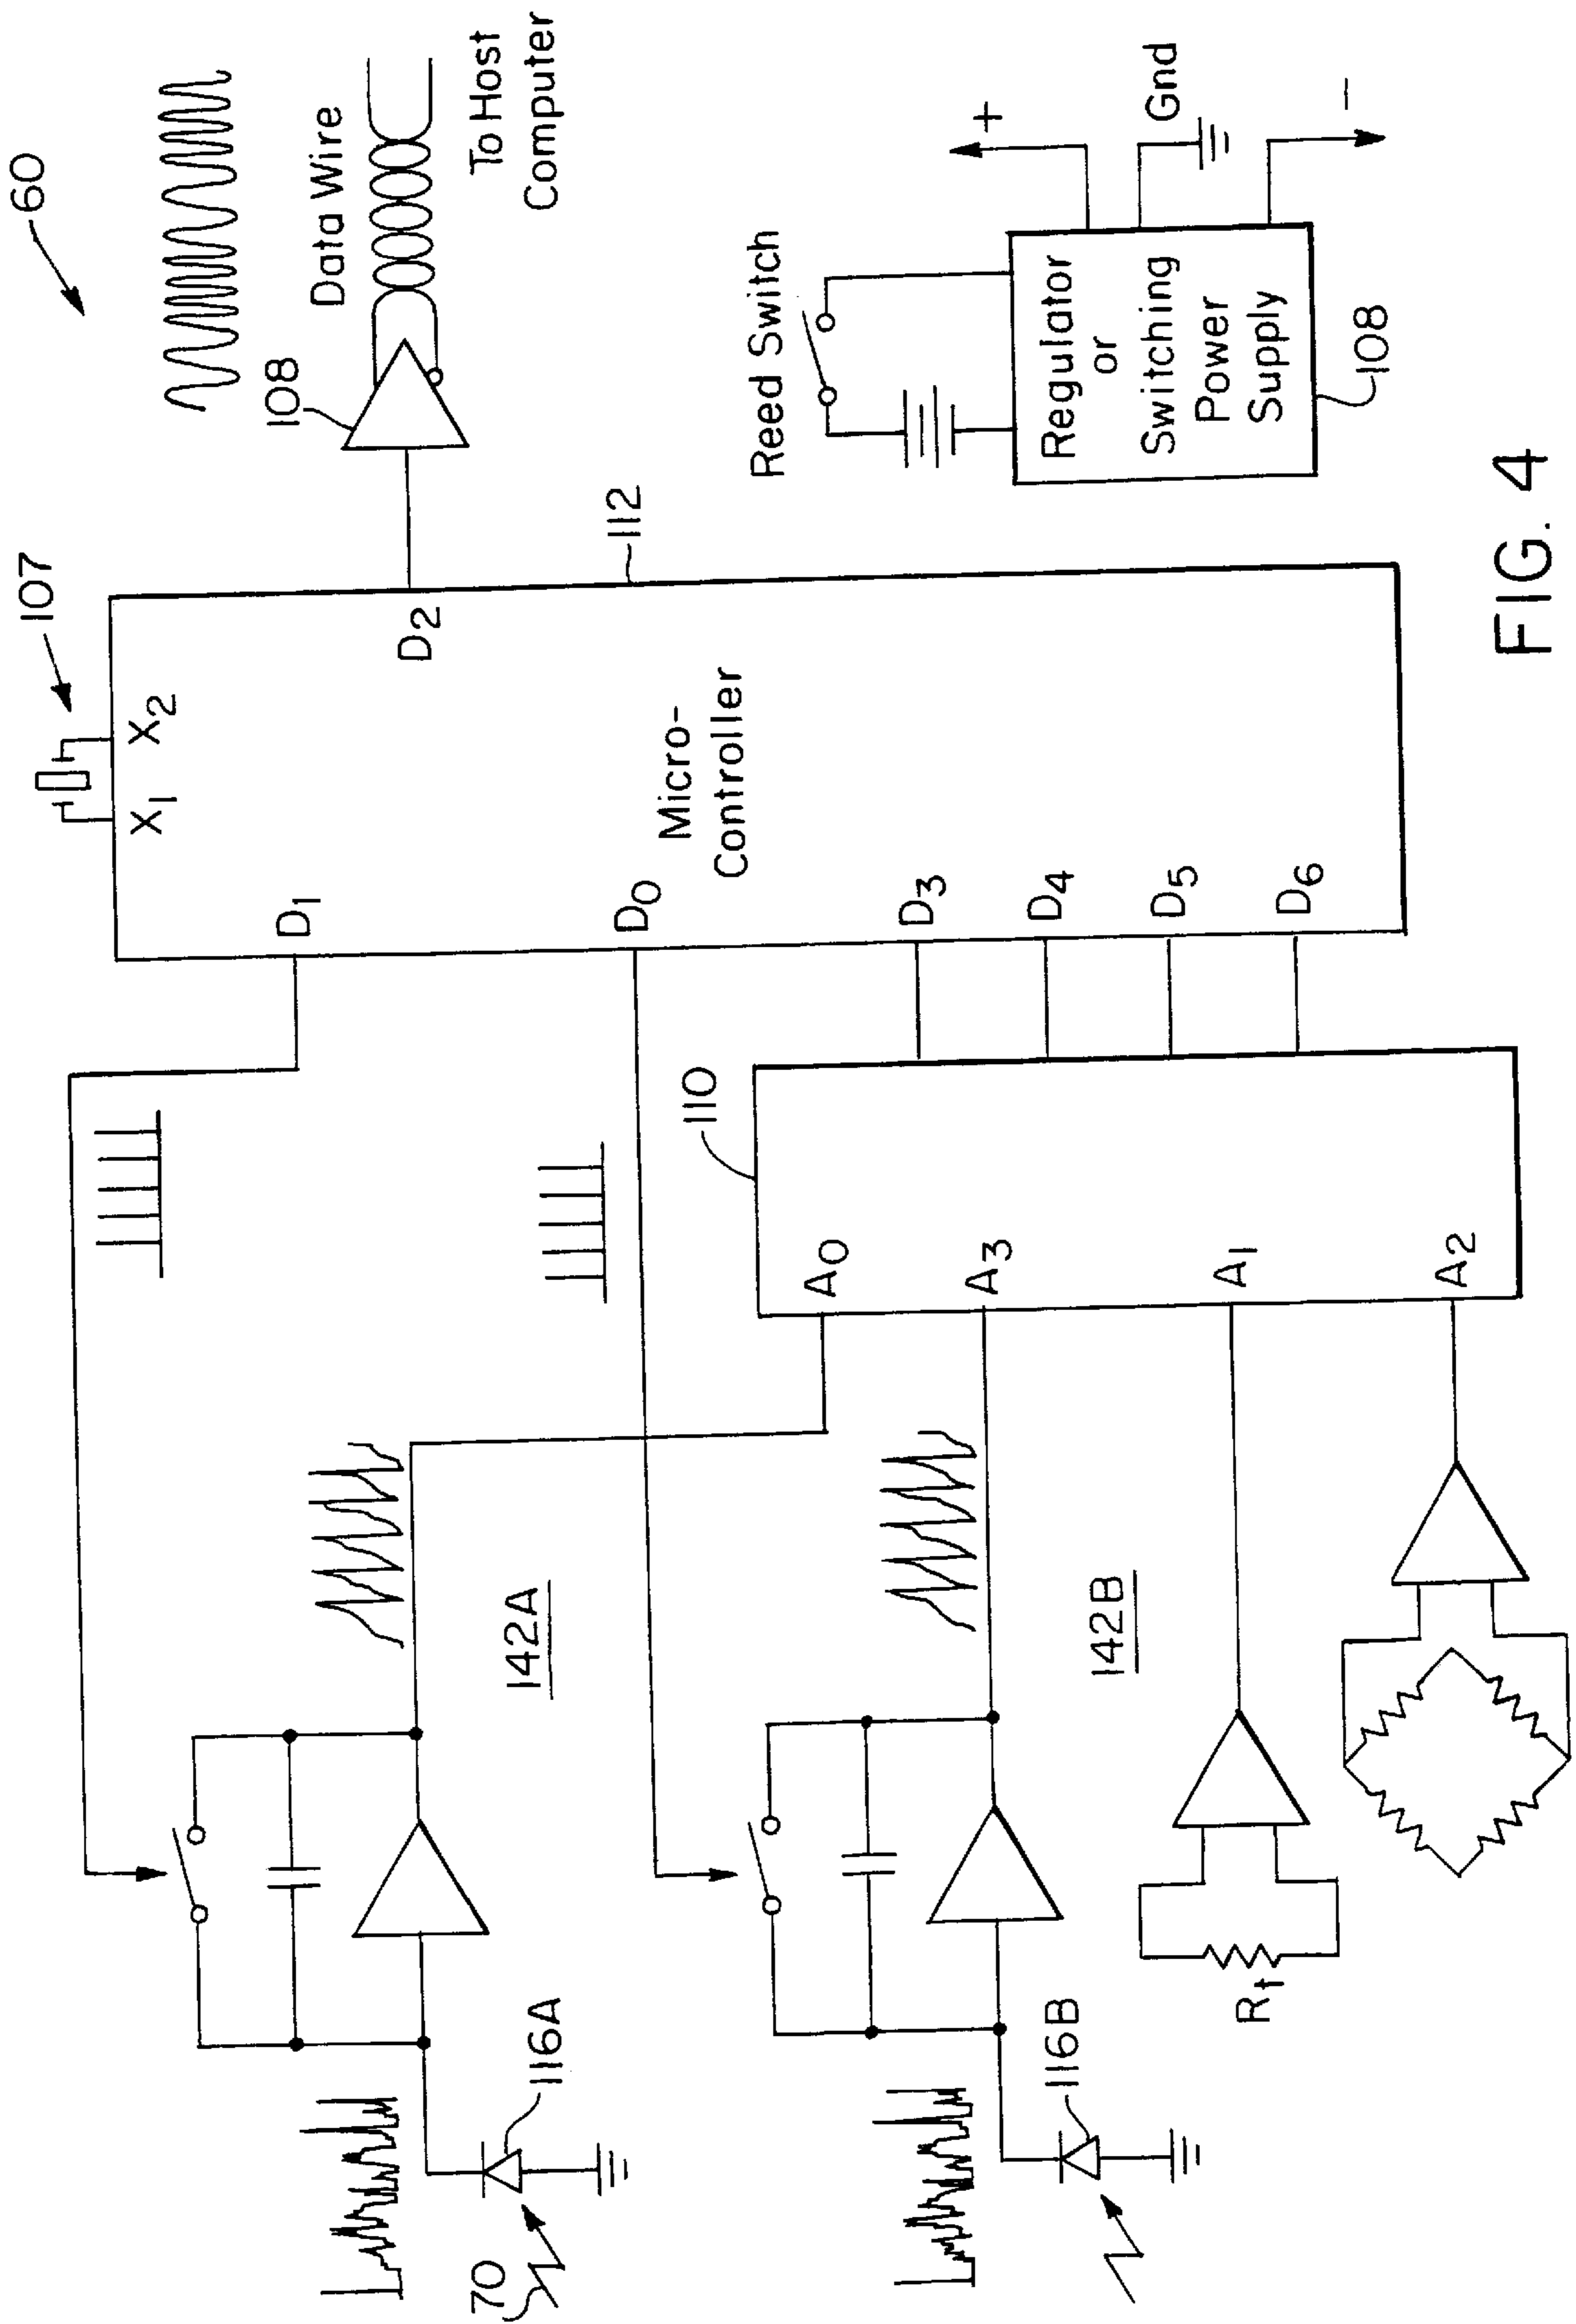 60
107
108
Data Wire
To Host
Computer
X1
X2
D1
D2
112
D0
Micro-
Controller
D3
D4
D5
D6
Reed Switch
Regulator
or
Switching
Power
Supply
108
+
Gnd
−
110
A0
A3
A1
A2
142A
142B
116A
116B
70
Rt
FIG. 4